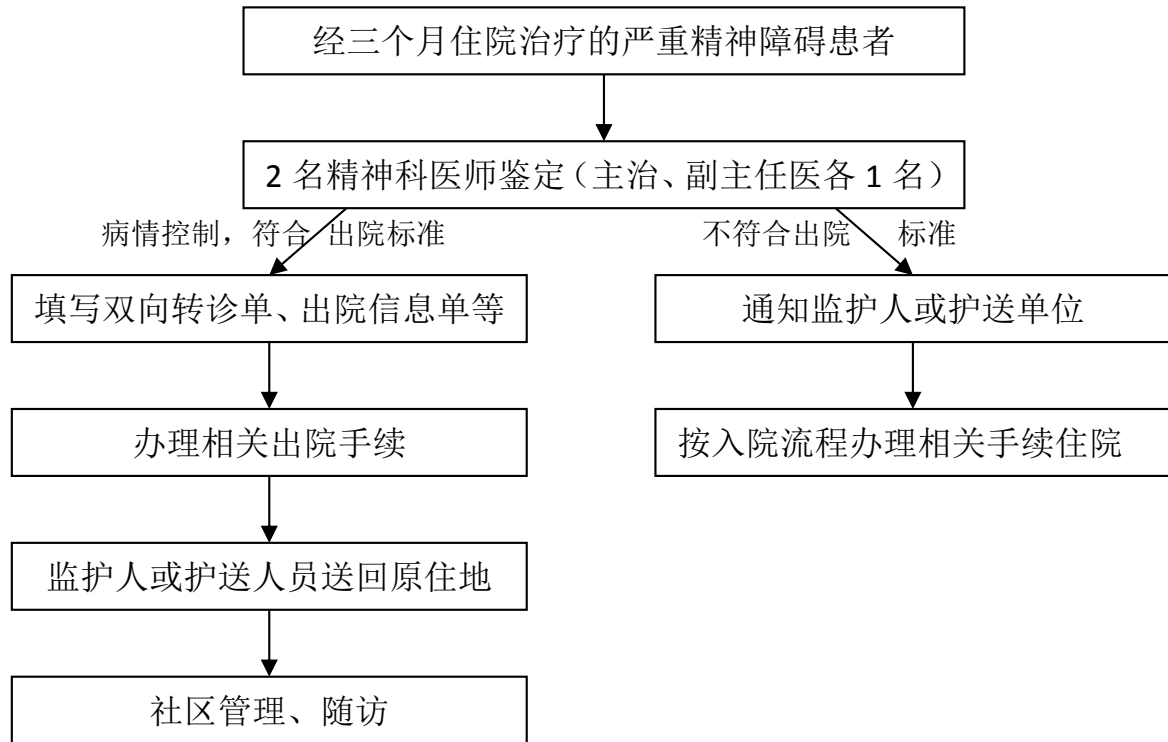 经三个月住院治疗的严重精神障碍患者
2 名精神科医师鉴定（主治、副主任医各 1 名）
病情控制，符合 出院标准
不符合出院 标准
填写双向转诊单、出院信息单等
通知监护人或护送单位
办理相关出院手续
按入院流程办理相关手续住院
监护人或护送人员送回原住地
社区管理、随访